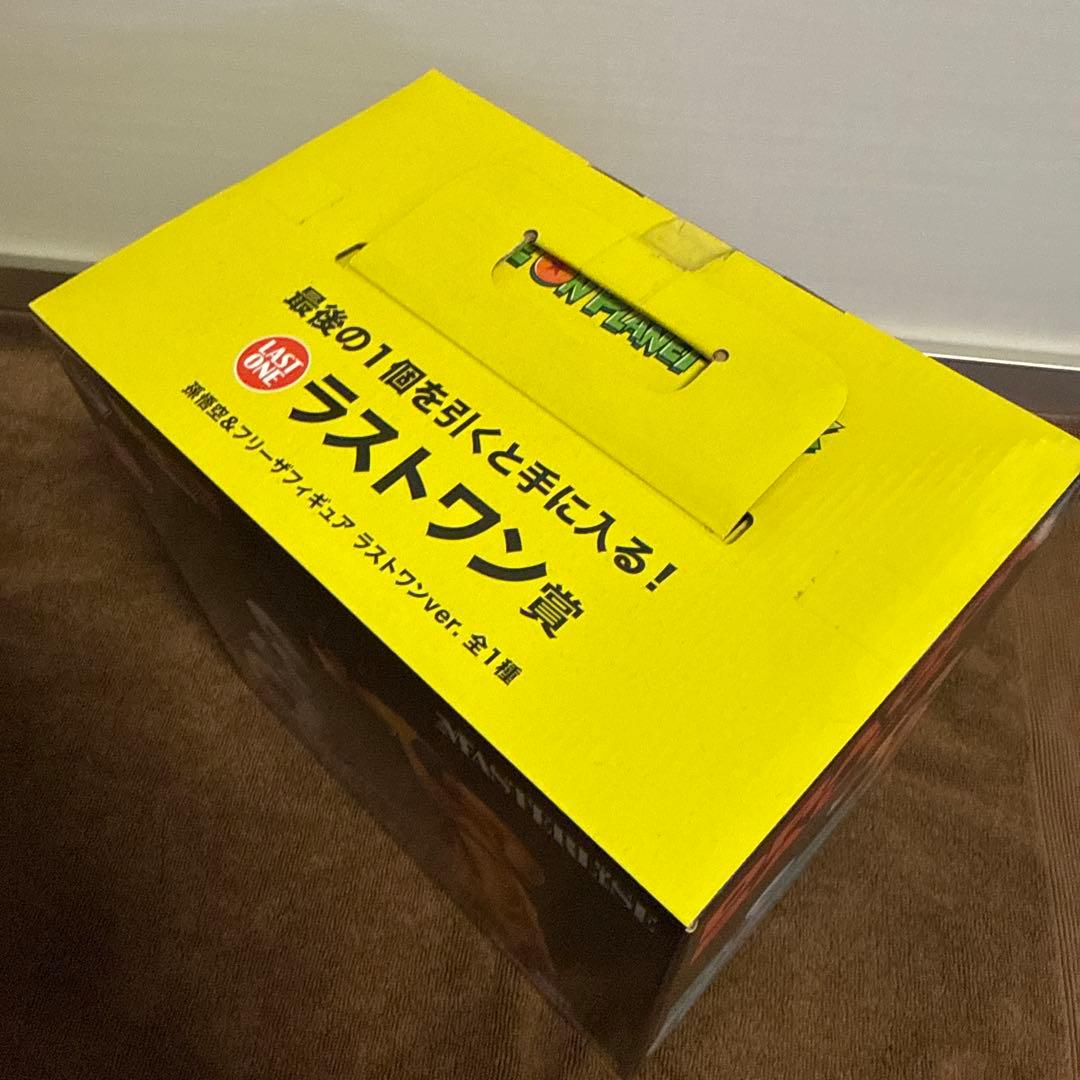 ON PLANET
最後の1個を引くと手に入る!
LAST
ONE
ラストワン賞
孫悟空&フリーザフィギュア ラストワンver. 全1種
MASTERLISE